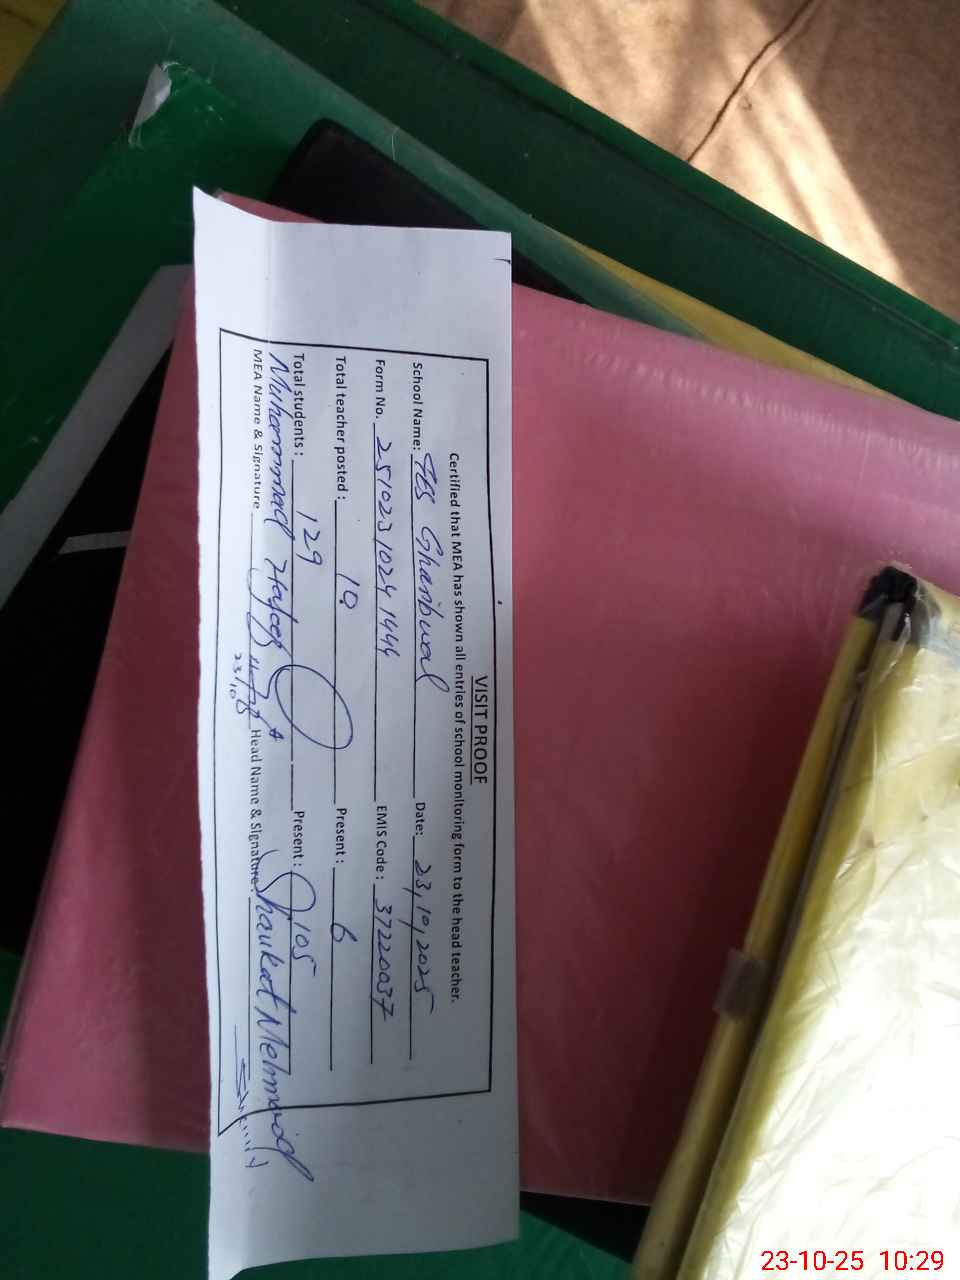 VISIT PROOF
Certified that MEA has shown all entries of school monitoring form to the head teacher.
School Name: GES Gharibwal Date: 23,10,2025
Form No. 251023 1024 1444 EMIS Code: 37220037
Total teacher posted: 10 Present: 6
Total students: 129 Present: 105
MEA Name & Signature Muhammad Hafeez 23/10 Head Name & Signature: Shaukat Mehmood
23-10-25 10:29